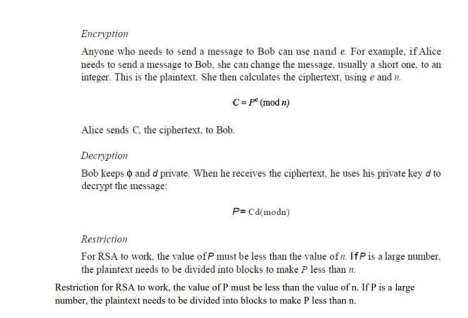 Encryption
Anyone who needs to send a message to Bob can use nand e. For example, if Alice
needs to send a message to Bob, she can change the message, usually a short one, to an
integer. This is the plaintext. She then calculates the ciphertext, using e and n.
C = Pᵉ (mod n)
Alice sends C, the ciphertext, to Bob.
Decryption
Bob keeps ϕ and d private. When he receives the ciphertext, he uses his private key d to
decrypt the message:
P= Cd(modn)
Restriction
For RSA to work, the value of P must be less than the value of n. If P is a large number,
the plaintext needs to be divided into blocks to make P less than n.
Restriction for RSA to work, the value of P must be less than the value of n. If P is a large
number, the plaintext needs to be divided into blocks to make P less than n.